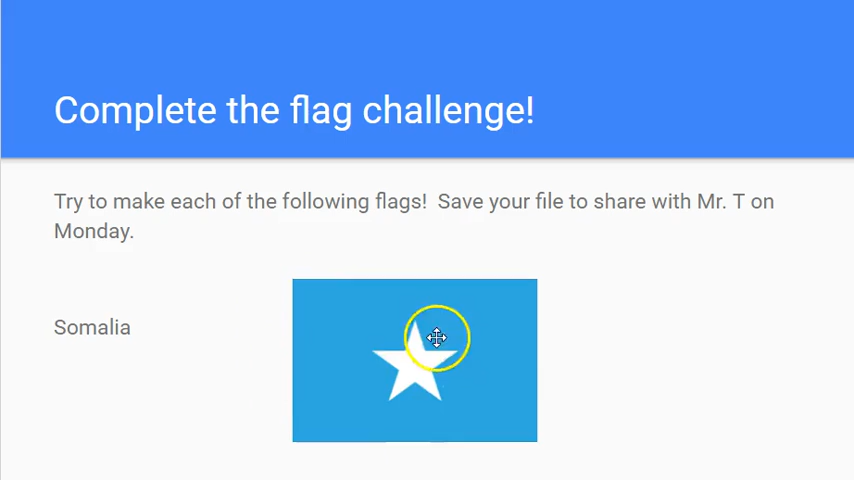 Complete the flag challenge!
Try to make each of the following flags!  Save your file to share with Mr. T on
Monday.
Somalia